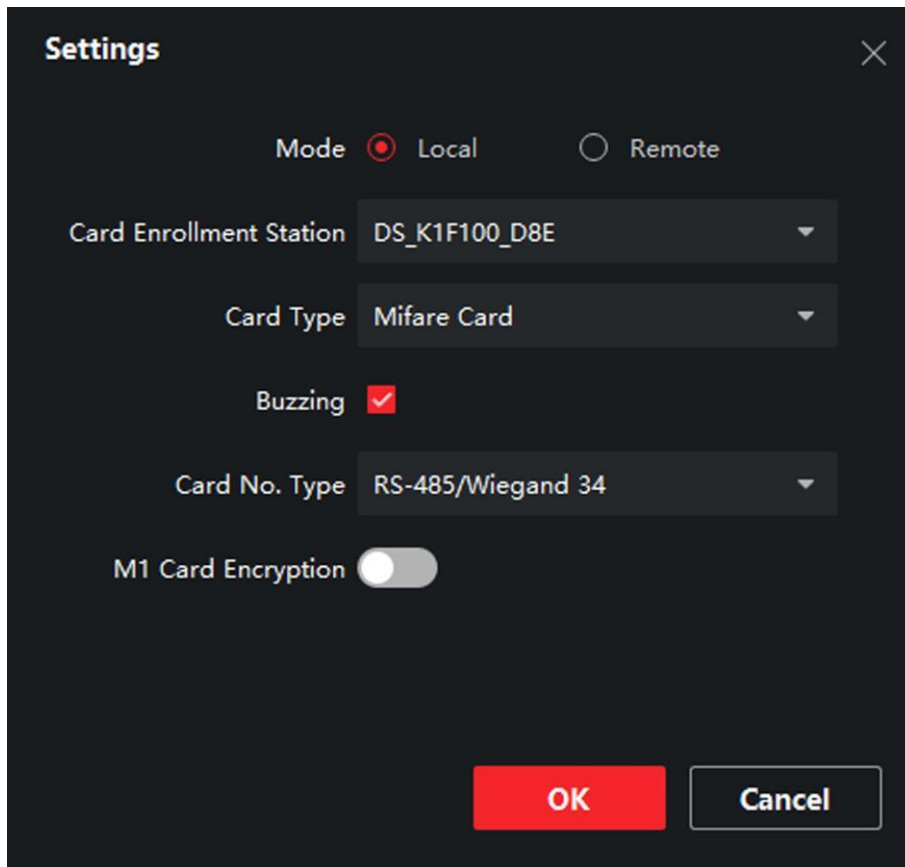 Settings
Mode Local Remote
Card Enrollment Station DS_K1F100_D8E
Card Type Mifare Card
Buzzing
Card No. Type RS-485/Wiegand 34
M1 Card Encryption
OK Cancel